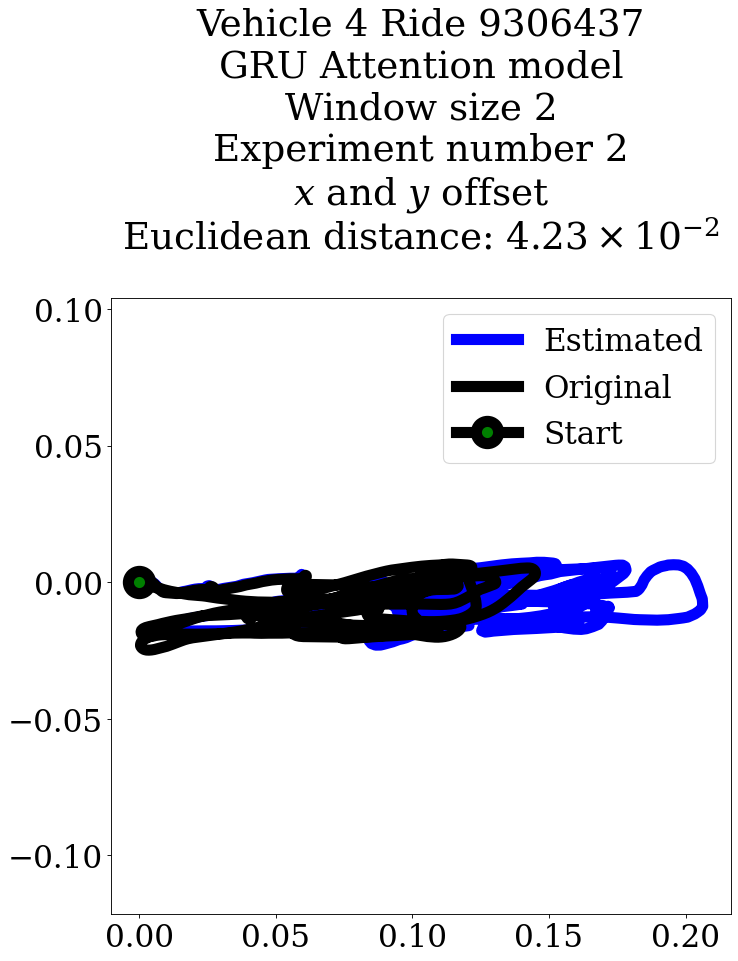 Vehicle 4 Ride 9306437
GRU Attention model
Window size 2
Experiment number 2
x and y offset
Euclidean distance: 4.23 × 10⁻²
Estimated
Original
Start
0.10
0.05
0.00
−0.05
−0.10
0.00 0.05 0.10 0.15 0.20